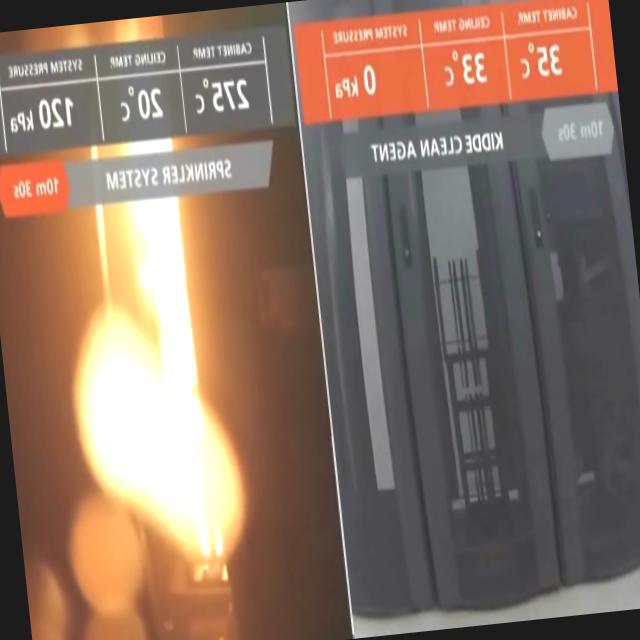 CABINET TEMP. CEILING TEMP. SYSTEM PRESSURE
275°C 20°C 120 kPa
SPRINKLER SYSTEM 10m 30s
CABINET TEMP. CEILING TEMP. SYSTEM PRESSURE
35°C 33°C 0 kPa
10m 30s KIDDE CLEAN AGENT